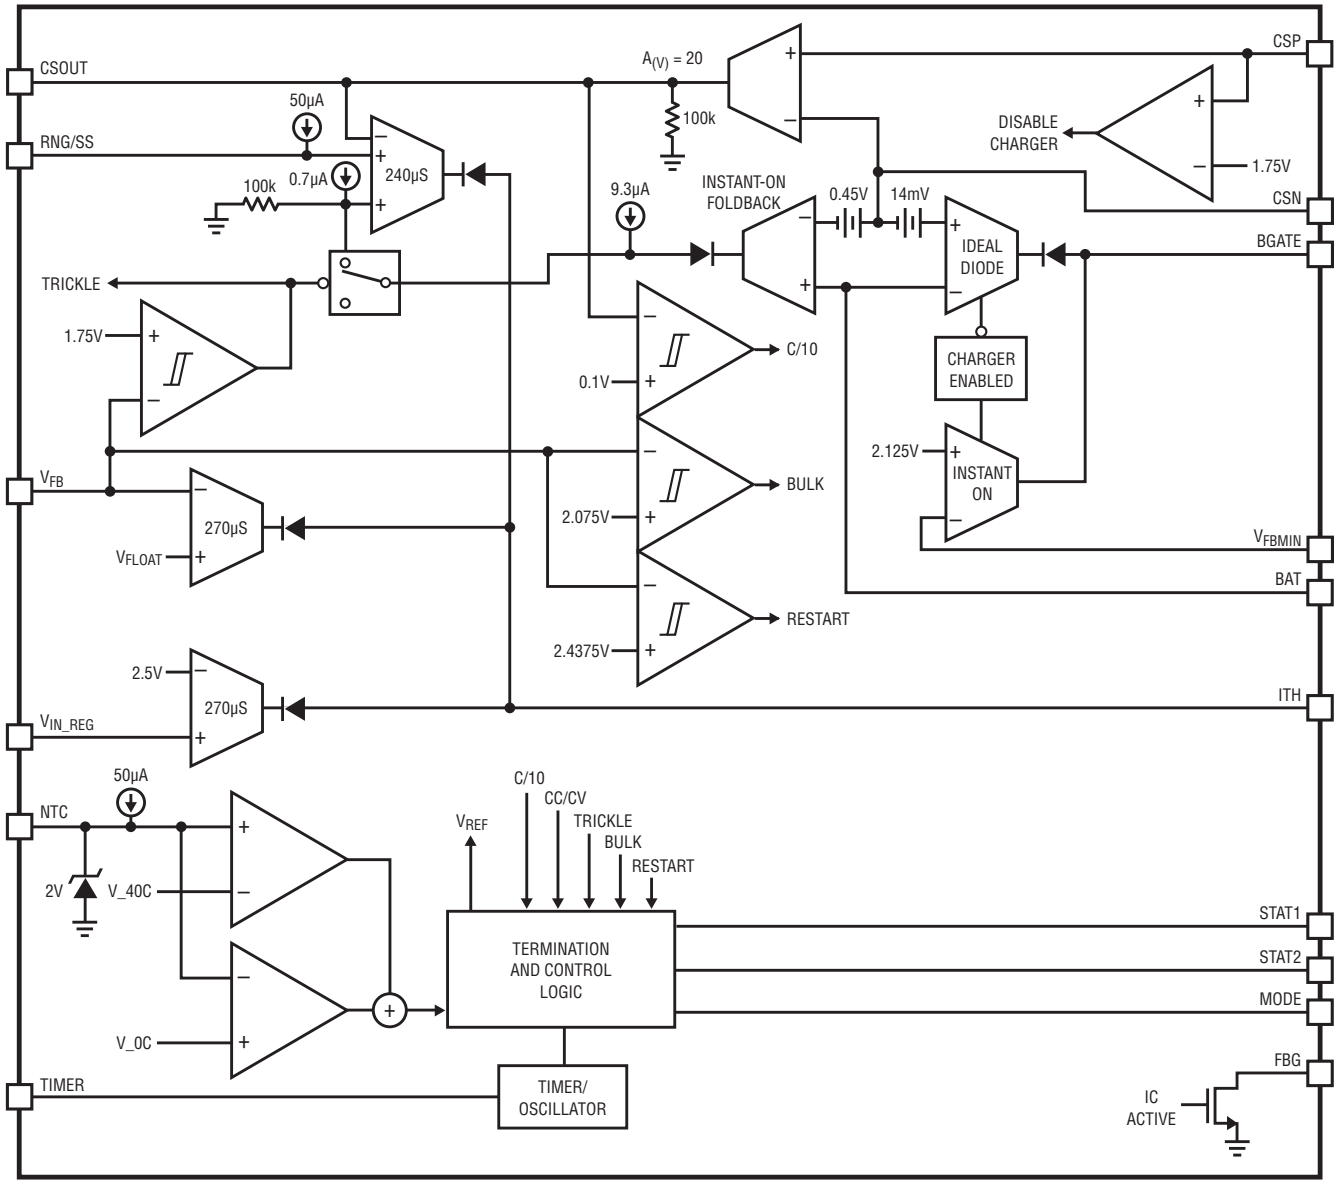 CSOUT
A(V) = 20
+
CSP
50µA
100k
+
DISABLE
CHARGER
RNG/SS
−
+
240µS
+
−
− 1.75V
100k
0.7µA
9.3µA
INSTANT-ON
FOLDBACK
0.45V
14mV
CSN
−
+
+
IDEAL
DIODE
−
BGATE
TRICKLE
1.75V
+
−
−
C/10
0.1V
+
CHARGER
ENABLED
VFB
−
270µS
VFLOAT
+
−
BULK
2.075V
+
2.125V
+
INSTANT
ON
−
VFBMIN
BAT
−
RESTART
2.4375V
+
2.5V
−
270µS
+
VIN_REG
ITH
50µA
NTC
+
2V
V_40C
−
−
V_0C
+
+
C/10
CC/CV
VREF
TRICKLE
BULK
RESTART
TERMINATION
AND CONTROL
LOGIC
STAT1
STAT2
MODE
FBG
TIMER
TIMER/
OSCILLATOR
IC
ACTIVE